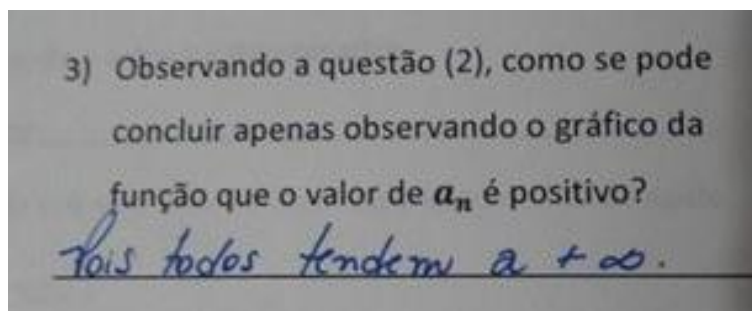 3) Observando a questão (2), como se pode
concluir apenas observando o gráfico da
função que o valor de aₙ é positivo?
Pois todos tendem a + ∞.